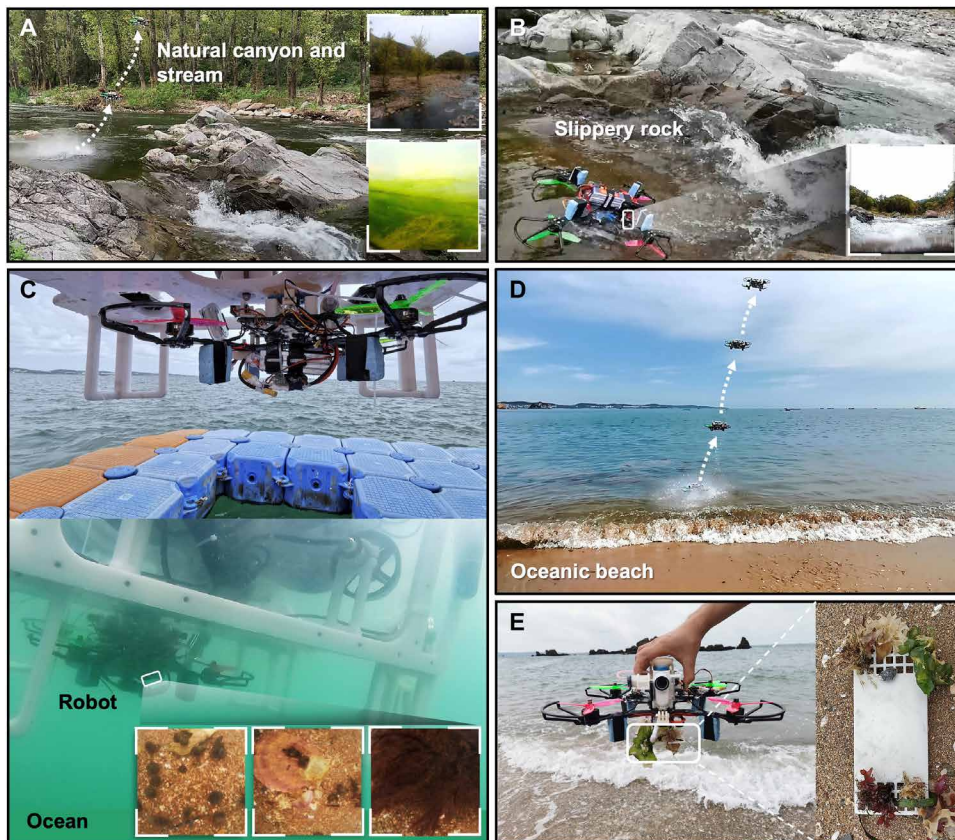 A
Natural canyon and
stream
B
Slippery rock
C
Robot
Ocean
D
Oceanic beach
E